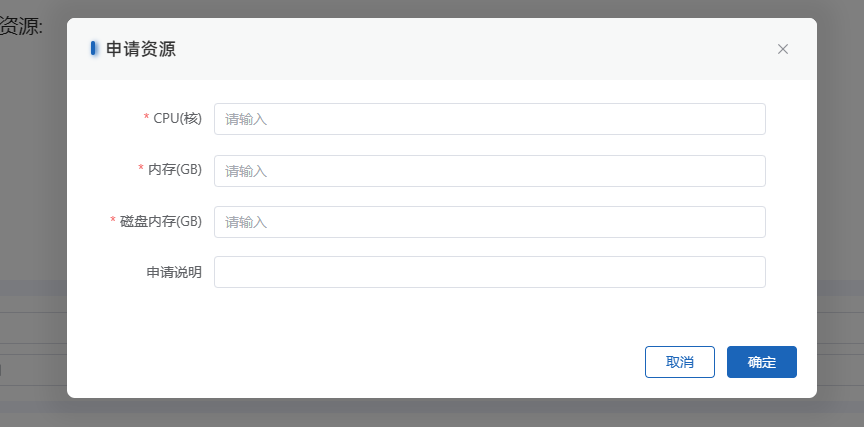 资源:
申请资源
* CPU(核) 请输入
* 内存(GB) 请输入
* 磁盘内存(GB) 请输入
申请说明
取消 确定